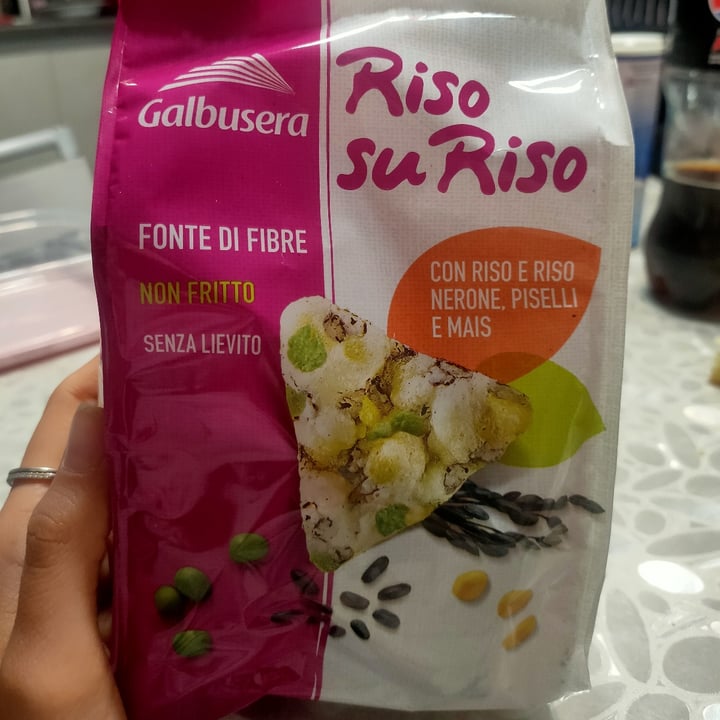 Galbusera
Riso
su Riso
FONTE DI FIBRE
NON FRITTO
SENZA LIEVITO
CON RISO E RISO
NERONE, PISELLI
E MAIS